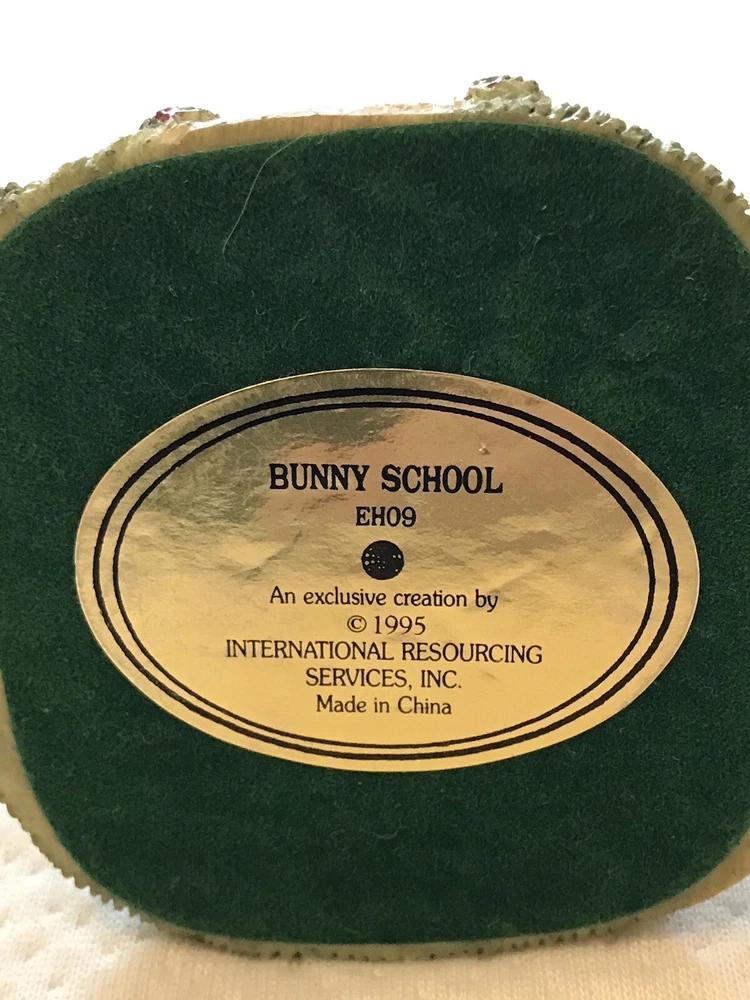 BUNNY SCHOOL
EH09
An exclusive creation by
© 1995
INTERNATIONAL RESOURCING
SERVICES, INC.
Made in China